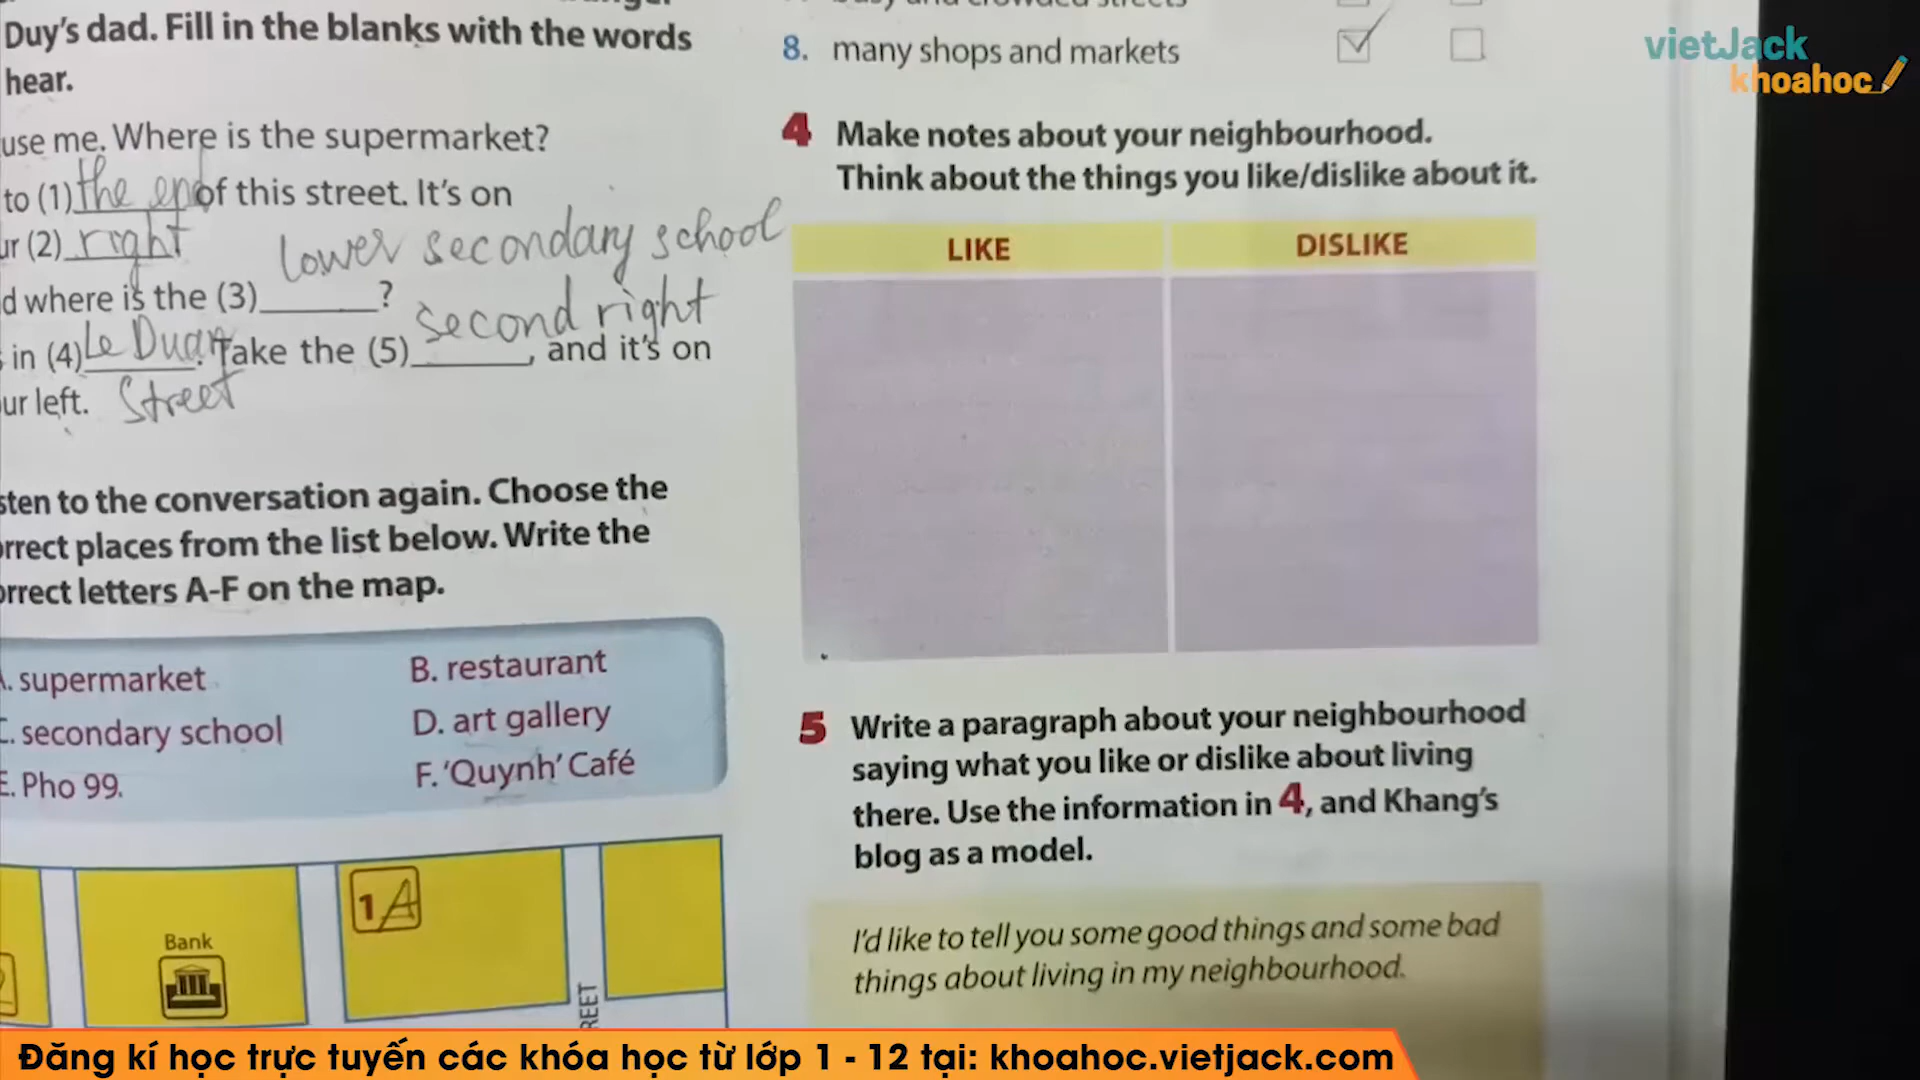 Duy's dad. Fill in the blanks with the words
hear.
use me. Where is the supermarket?
to (1) the end of this street. It's on
ur (2) right
lower secondary school
d where is the (3)______?
second right
in (4) Le Duan. Take the (5)______, and it's on
Street
ur left.
sten to the conversation again. Choose the
rrect places from the list below. Write the
rrect letters A-F on the map.
A. supermarket
B. restaurant
C. secondary school
D. art gallery
E. Pho 99.
F. 'Quynh' Café
1 A
Bank
REET
8. many shops and markets
4 Make notes about your neighbourhood.
Think about the things you like/dislike about it.
LIKE
DISLIKE
5 Write a paragraph about your neighbourhood
saying what you like or dislike about living
there. Use the information in 4, and Khang's
blog as a model.
I'd like to tell you some good things and some bad
things about living in my neighbourhood.
vietJack
khoahoc
Đăng kí học trực tuyến các khóa học từ lớp 1 - 12 tại: khoahoc.vietjack.com